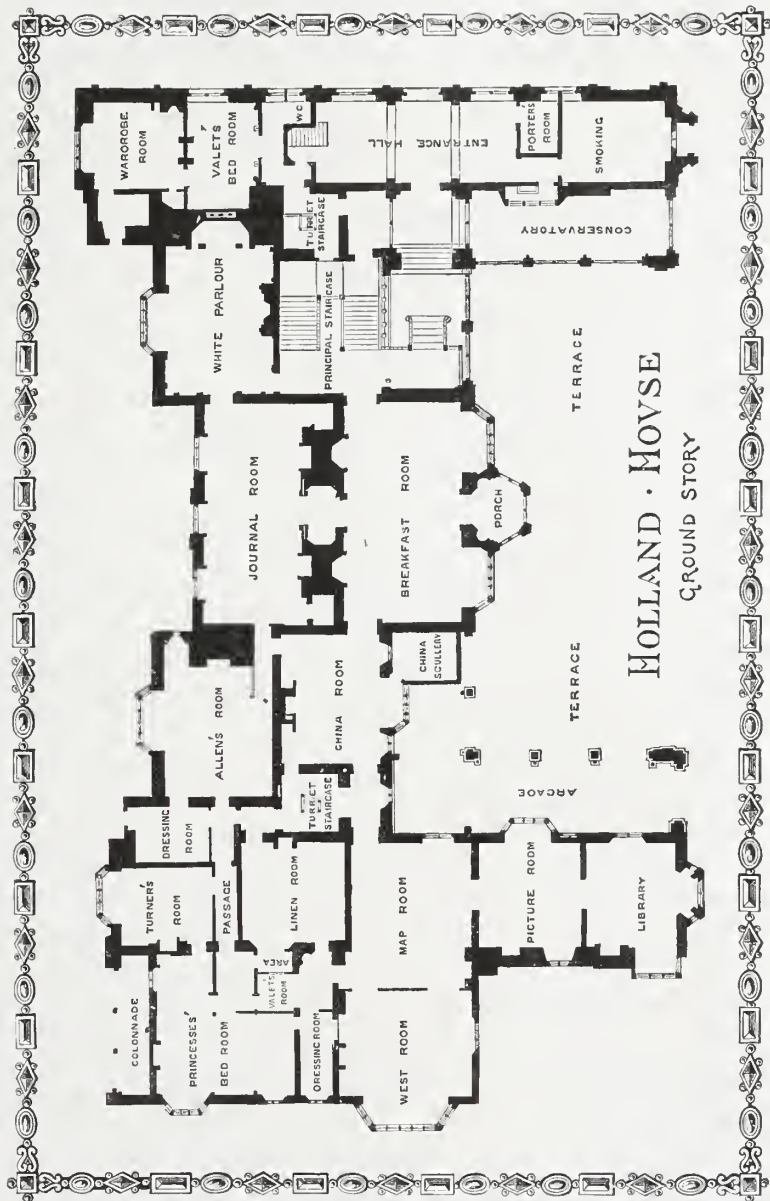 COLONNADE
PRINCESSES'
BED ROOM
TURNER'S
ROOM
DRESSING
ROOM
PASSAGE
LINEN ROOM
AREA
VALETS
ROOM
DRESSING ROOM
ALLEN'S ROOM
TURRET
STAIRCASE
CHINA ROOM
JOURNAL ROOM
WHITE PARLOUR
WARDROBE
ROOM
VALETS'
BED ROOM
WC
TURRET
STAIRCASE
PRINCIPAL STAIRCASE
ENTRANCE HALL
PORTERS
ROOM
SMOKING
CONSERVATORY
BREAKFAST ROOM
PORCH
CHINA
SCULLERY
WEST ROOM
MAP ROOM
PICTURE ROOM
LIBRARY
ARCADE
TERRACE
TERRACE
HOLLAND · HOVSE
GROUND STORY